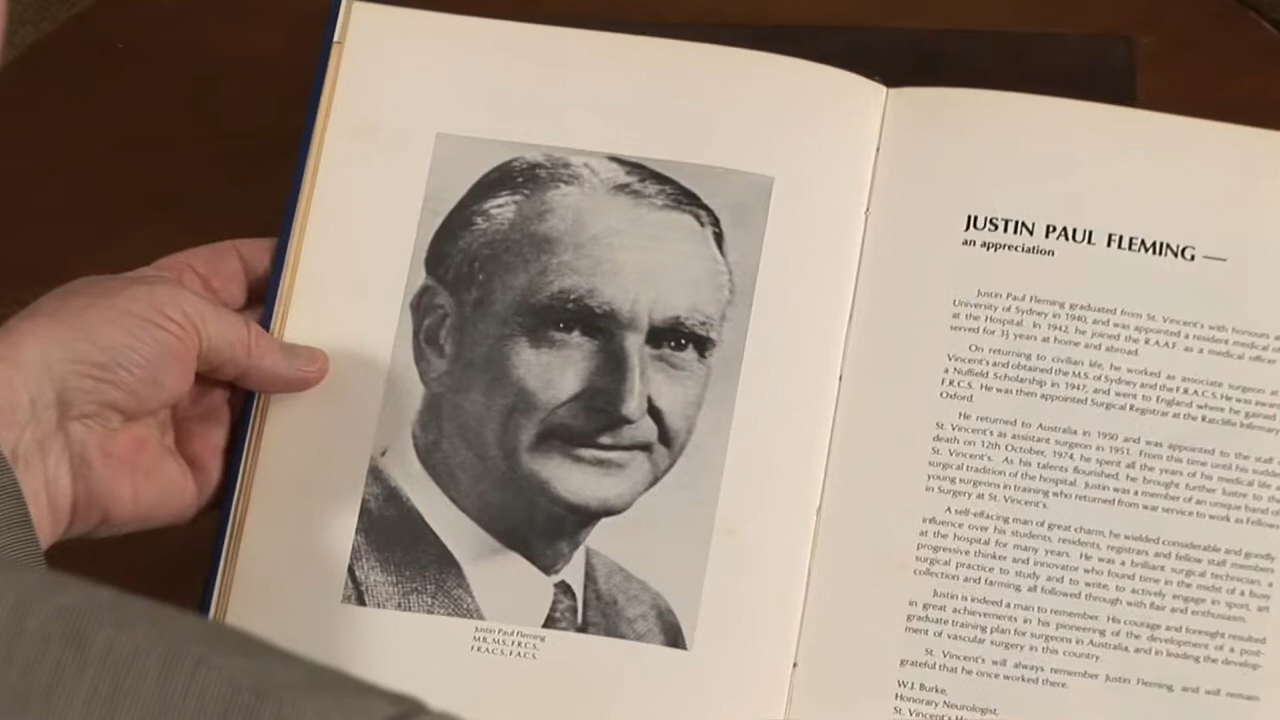 Justin Paul Fleming
M.B., M.S., F.R.C.S.,
F.R.A.C.S., F.A.C.S.
JUSTIN PAUL FLEMING —
an appreciation
Justin Paul Fleming graduated from St. Vincent's with honours
University of Sydney in 1940, and was appointed a resident medical
at the Hospital. In 1942, he joined the R.A.A.F. as a medical officer
served for 3½ years at home and abroad.
On returning to civilian life, he worked as associate surgeon
Vincent's and obtained the M.S. of Sydney and the F.R.A.C.S. He was
a Nuffield Scholarship in 1947, and went to England where he gained
F.R.C.S. He was then appointed Surgical Registrar at the Radcliffe Infirmary
Oxford.
He returned to Australia in 1950 and was appointed to the staff
St. Vincent's as assistant surgeon in 1951. From this time until his
death on 12th October, 1974, he spent all the years of his medical life
St. Vincent's. As his talents flourished, he brought further lustre to the
surgical tradition of the hospital. Justin was a member of an unique band of
young surgeons in training who returned from war service to work as Fellows
in Surgery at St. Vincent's.
A self-effacing man of great charm, he wielded considerable and goodly
influence over his students, residents, registrars and fellow staff members
at the hospital for many years. He was a brilliant surgical technician, a
progressive thinker and innovator who found time in the midst of a busy
surgical practice to study and to write, to actively engage in sport, art
collection and farming, all followed through with flair and enthusiasm.
Justin is indeed a man to remember. His courage and foresight resulted
in great achievements in his pioneering of the development of a post-
graduate training plan for surgeons in Australia, and in leading the develop-
ment of vascular surgery in this country.
St. Vincent's will always remember Justin Fleming, and will remain
grateful that he once worked there.
W.J. Burke,
Honorary Neurologist,
St. Vincent's